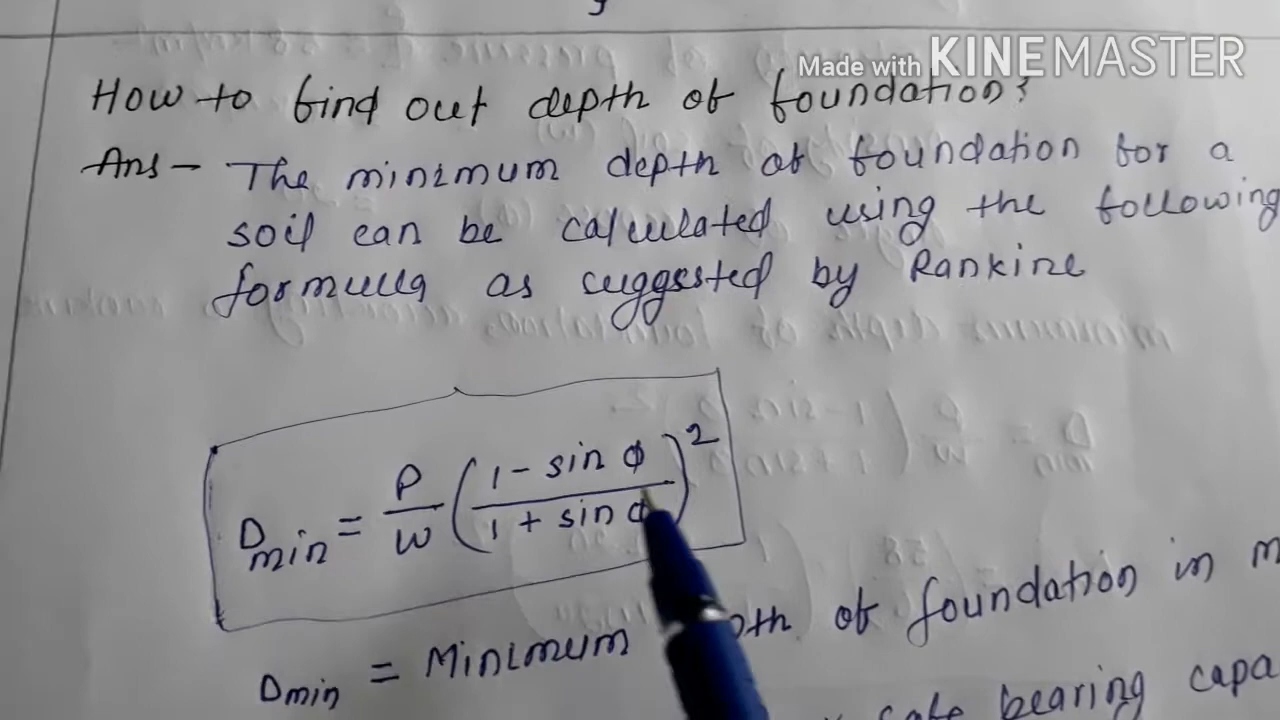 Made with KINEMASTER
How to find out depth of foundation?
Ans - The minimum depth of foundation for a
soil can be calculated using the following
formula as suggested by Rankine
Dmin = P/w (1 - sin φ / 1 + sin φ)²
Dmin = Minimum depth of foundation in m
safe bearing capa